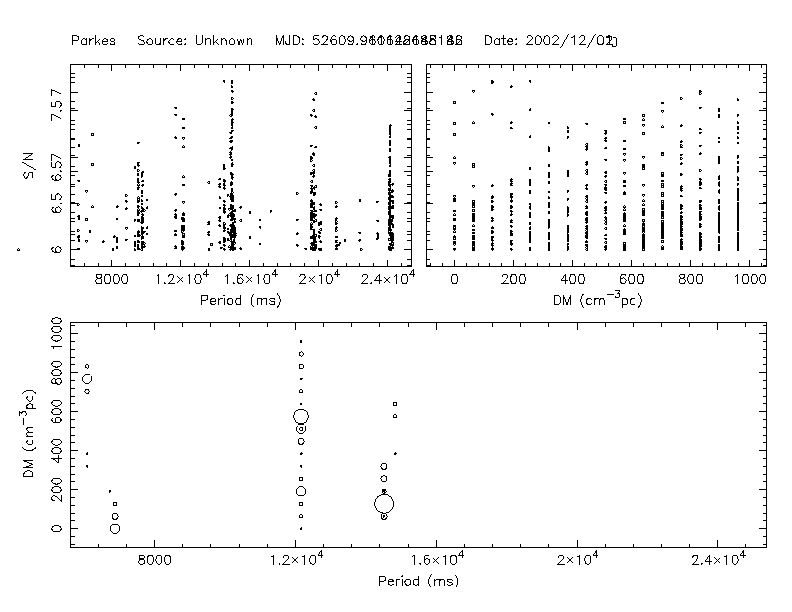 Parkes Source: Unknown MJD: Date: 2002/12/
S/N
7.57
6.57
6.5
6
8000 1.2×10⁴ 1.6×10⁴ 2×10⁴ 2.4×10⁴
Period (ms)
0 200 400 600 800 1000
DM (cm⁻³pc)
DM (cm⁻³pc)
1000
800
600
400
200
0
8000 1.2×10⁴ 1.6×10⁴ 2×10⁴ 2.4×10⁴
Period (ms)